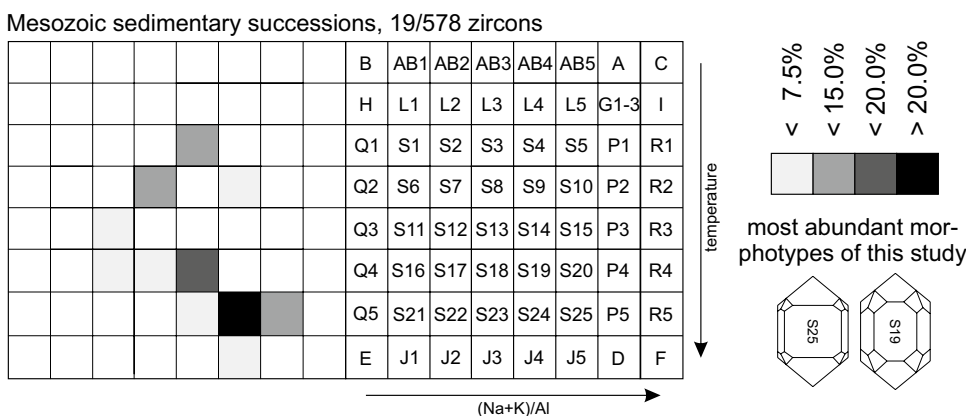 Mesozoic sedimentary successions, 19/578 zircons
B AB1 AB2 AB3 AB4 AB5 A C
H L1 L2 L3 L4 L5 G1-3 I
Q1 S1 S2 S3 S4 S5 P1 R1
Q2 S6 S7 S8 S9 S10 P2 R2
Q3 S11 S12 S13 S14 S15 P3 R3
Q4 S16 S17 S18 S19 S20 P4 R4
Q5 S21 S22 S23 S24 S25 P5 R5
E J1 J2 J3 J4 J5 D F
(Na+K)/Al
temperature
< 7.5%
< 15.0%
< 20.0%
> 20.0%
most abundant mor-
photypes of this study
S25
S19